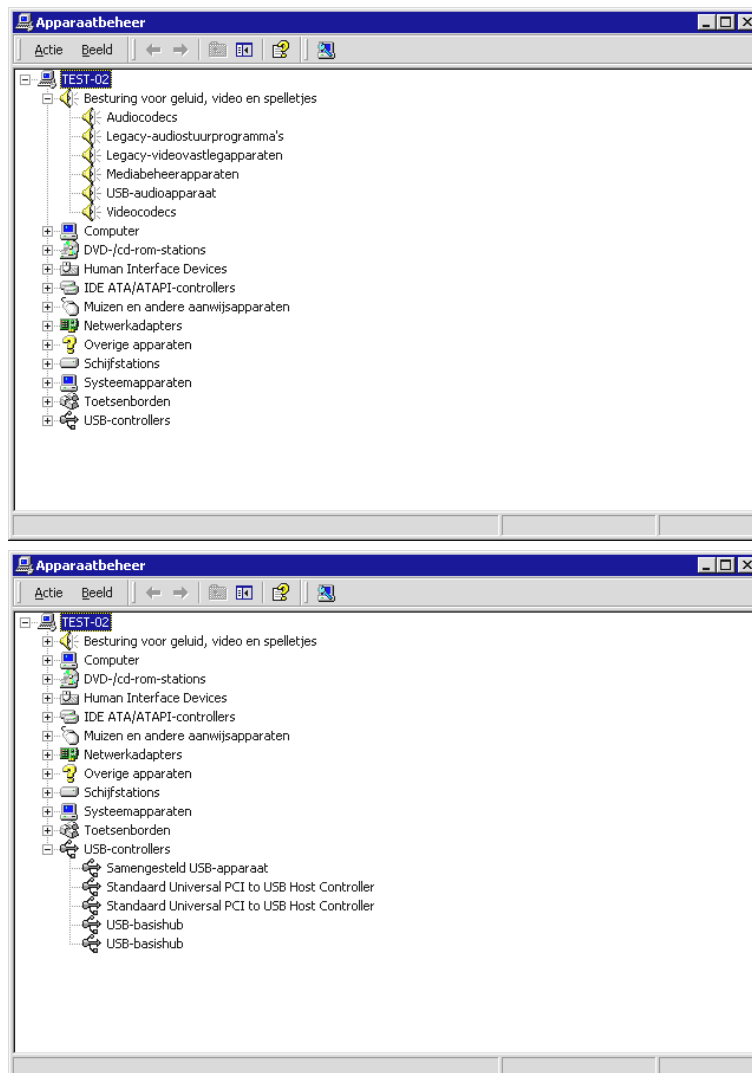 Apparaatbeheer
Actie Beeld
TEST-02
Besturing voor geluid, video en spelletjes
Audiocodecs
Legacy-audiostuurprogramma's
Legacy-videovastlegapparaten
Mediabeheerapparaten
USB-audioapparaat
Videocodecs
Computer
DVD-/cd-rom-stations
Human Interface Devices
IDE ATA/ATAPI-controllers
Muizen en andere aanwijsapparaten
Netwerkadapters
Overige apparaten
Schijfstations
Systeemapparaten
Toetsenborden
USB-controllers
Apparaatbeheer
Actie Beeld
TEST-02
Besturing voor geluid, video en spelletjes
Computer
DVD-/cd-rom-stations
Human Interface Devices
IDE ATA/ATAPI-controllers
Muizen en andere aanwijsapparaten
Netwerkadapters
Overige apparaten
Schijfstations
Systeemapparaten
Toetsenborden
USB-controllers
Samengesteld USB-apparaat
Standaard Universal PCI to USB Host Controller
Standaard Universal PCI to USB Host Controller
USB-basishub
USB-basishub